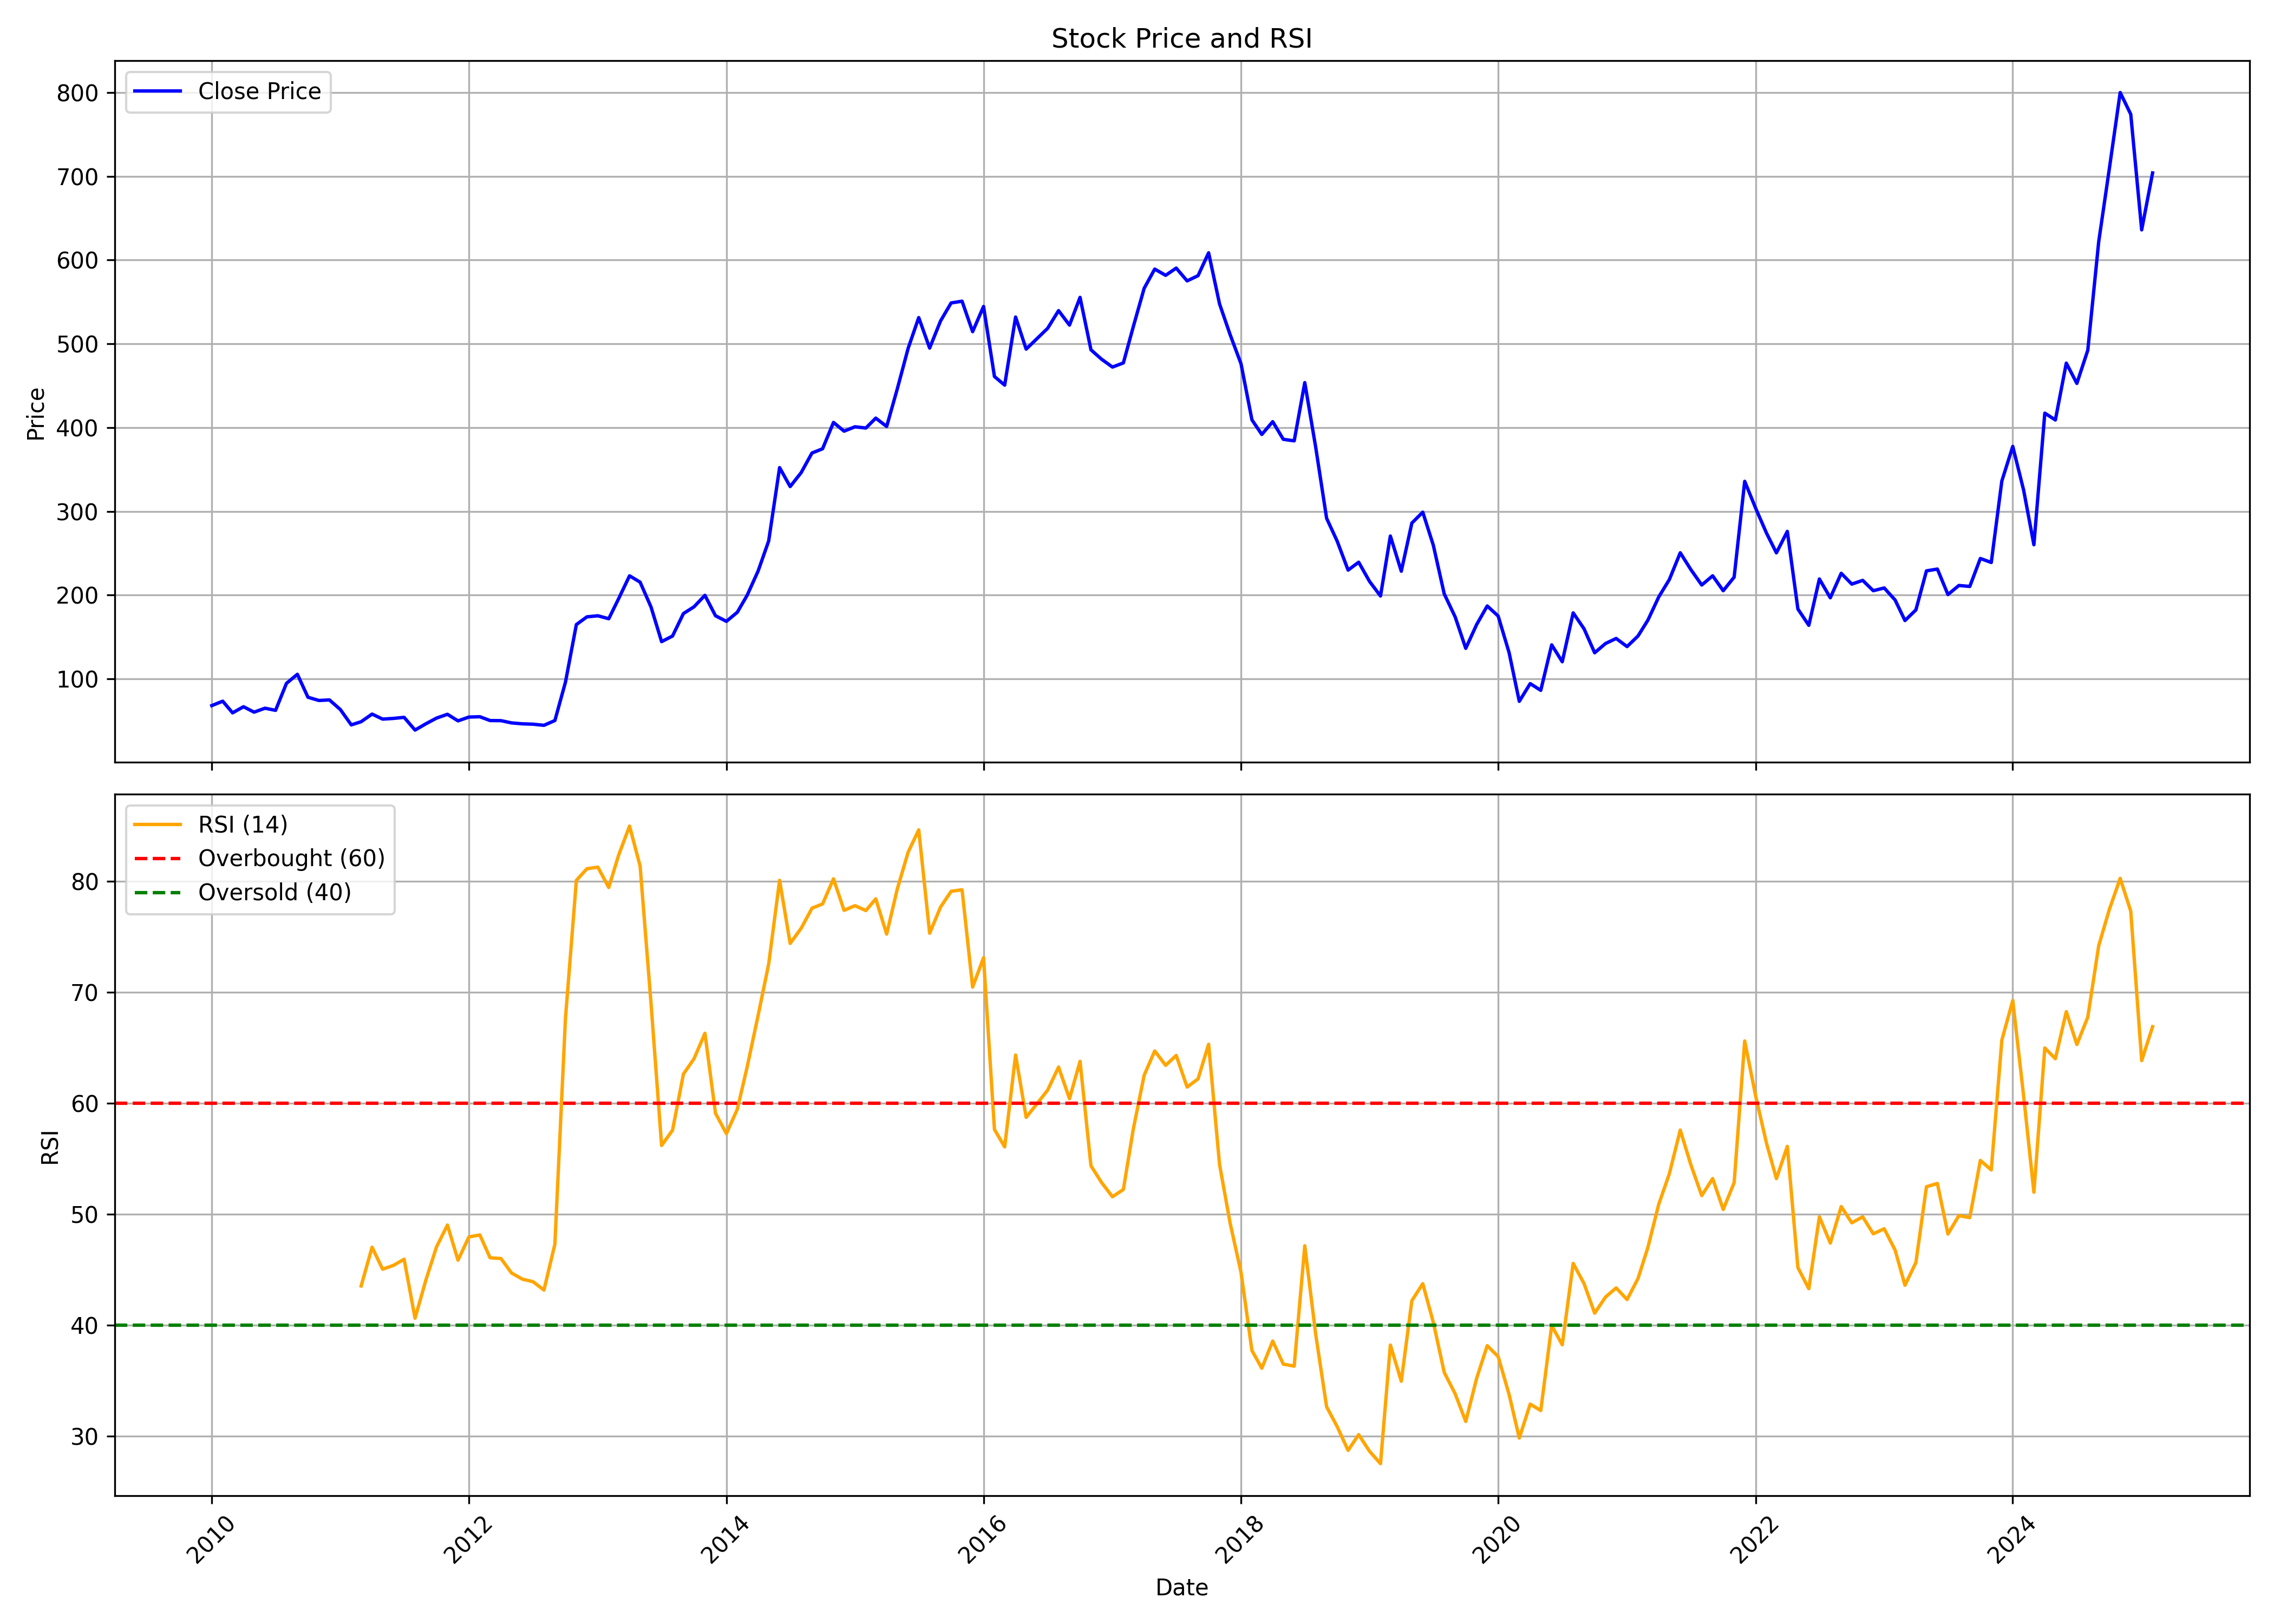 Stock Price and RSI
Close Price
800
700
600
500
400
300
200
100
Price
RSI (14)
Overbought (60)
Oversold (40)
80
70
60
50
40
30
RSI
2010 2012 2014 2016 2018 2020 2022 2024
Date